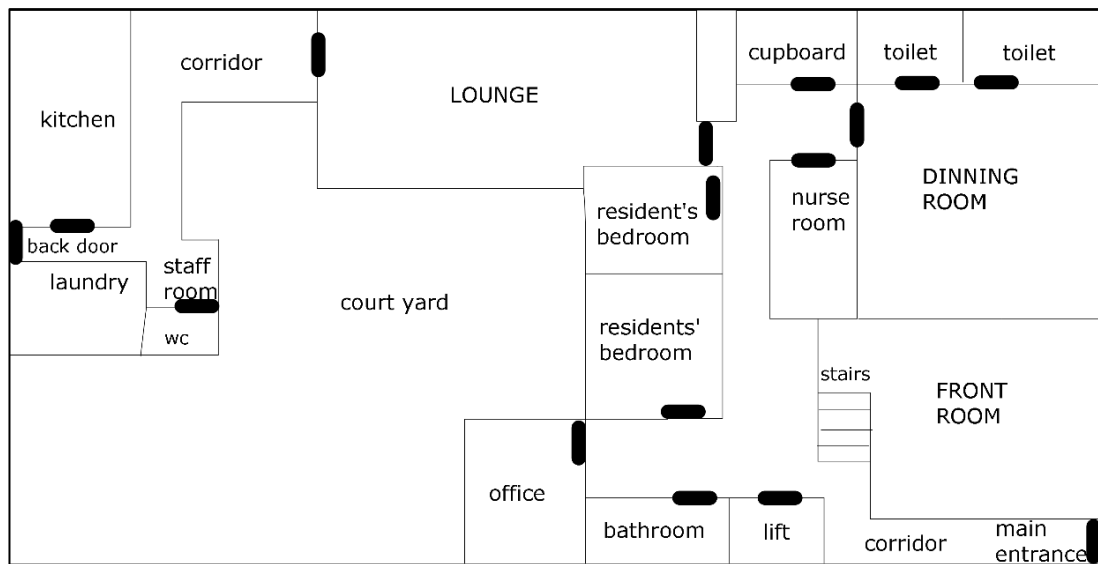 cupboard
toilet
toilet
corridor
LOUNGE
kitchen
DINNING
ROOM
nurse
room
resident's
bedroom
back door
laundry
staff
room
court yard
wc
residents'
bedroom
stairs
FRONT
ROOM
office
bathroom
lift
corridor
main
entrance